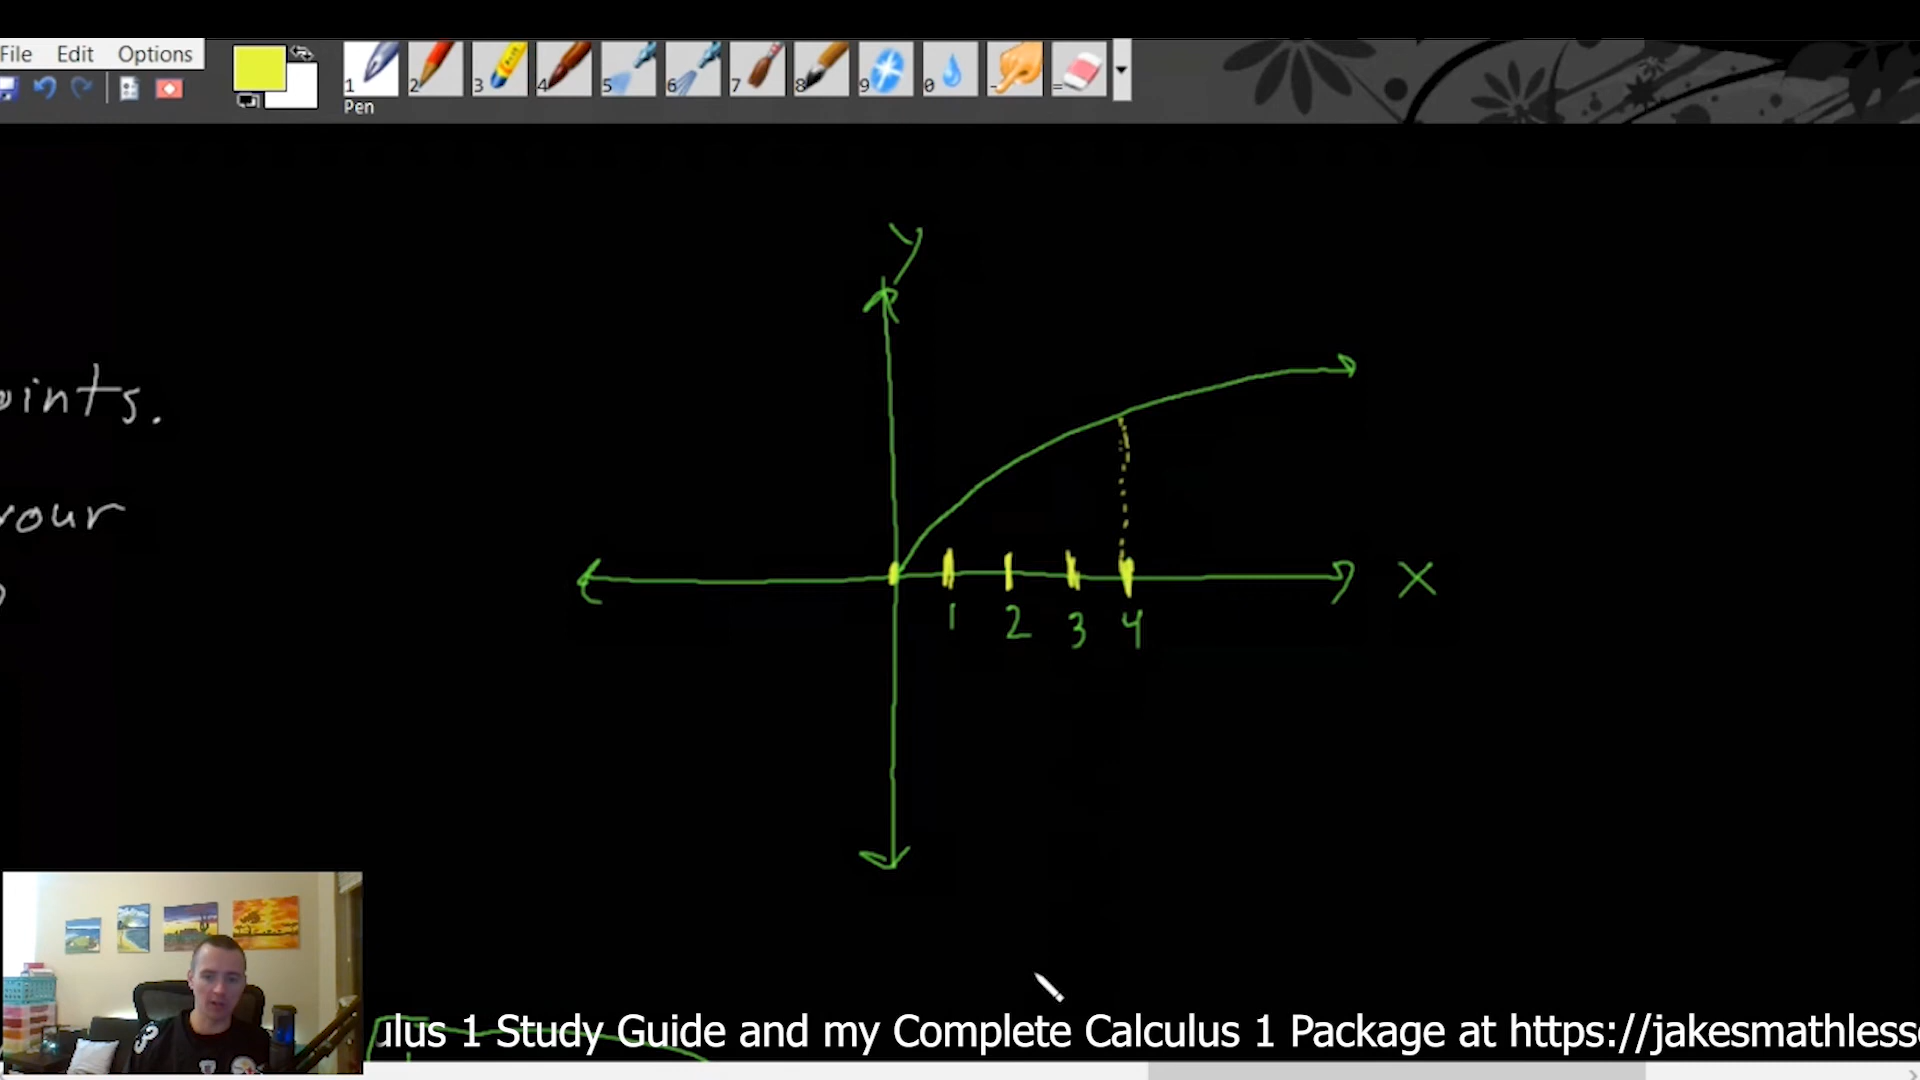 File Edit Options
1 2 3 4 5 6 7 8 9 0 - =
Pen
y
oints.
your
x
1 2 3 4
ulus 1 Study Guide and my Complete Calculus 1 Package at https://jakesmathless